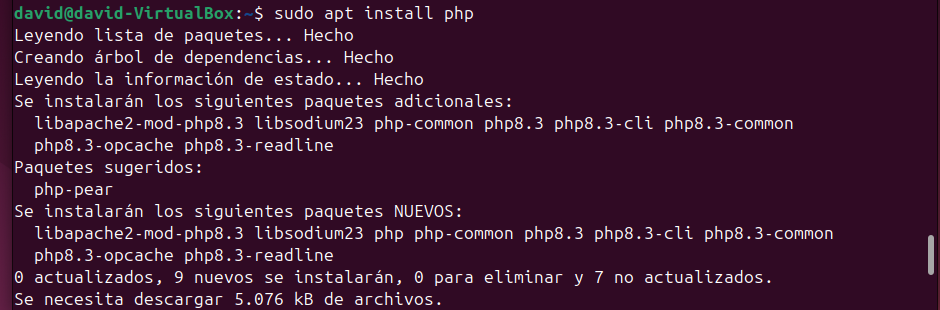 david@david-VirtualBox:~$ sudo apt install php
Leyendo lista de paquetes... Hecho
Creando árbol de dependencias... Hecho
Leyendo la información de estado... Hecho
Se instalarán los siguientes paquetes adicionales:
  libapache2-mod-php8.3 libsodium23 php-common php8.3 php8.3-cli php8.3-common
  php8.3-opcache php8.3-readline
Paquetes sugeridos:
  php-pear
Se instalarán los siguientes paquetes NUEVOS:
  libapache2-mod-php8.3 libsodium23 php php-common php8.3 php8.3-cli php8.3-common
  php8.3-opcache php8.3-readline
0 actualizados, 9 nuevos se instalarán, 0 para eliminar y 7 no actualizados.
Se necesita descargar 5.076 kB de archivos.